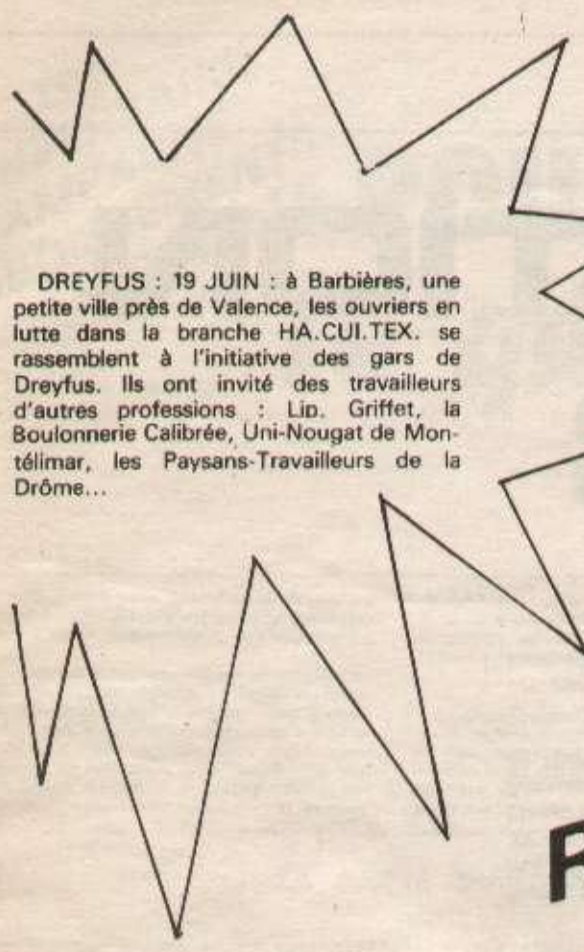 DREYFUS : 19 JUIN : à Barbières, une
petite ville près de Valence, les ouvriers en
lutte dans la branche HA.CUI.TEX. se
rassemblent à l'initiative des gars de
Dreyfus. Ils ont invité des travailleurs
d'autres professions : Lip. Griffet, la
Boulonnerie Calibrée, Uni-Nougat de Mon-
télimar, les Paysans-Travailleurs de la
Drôme...